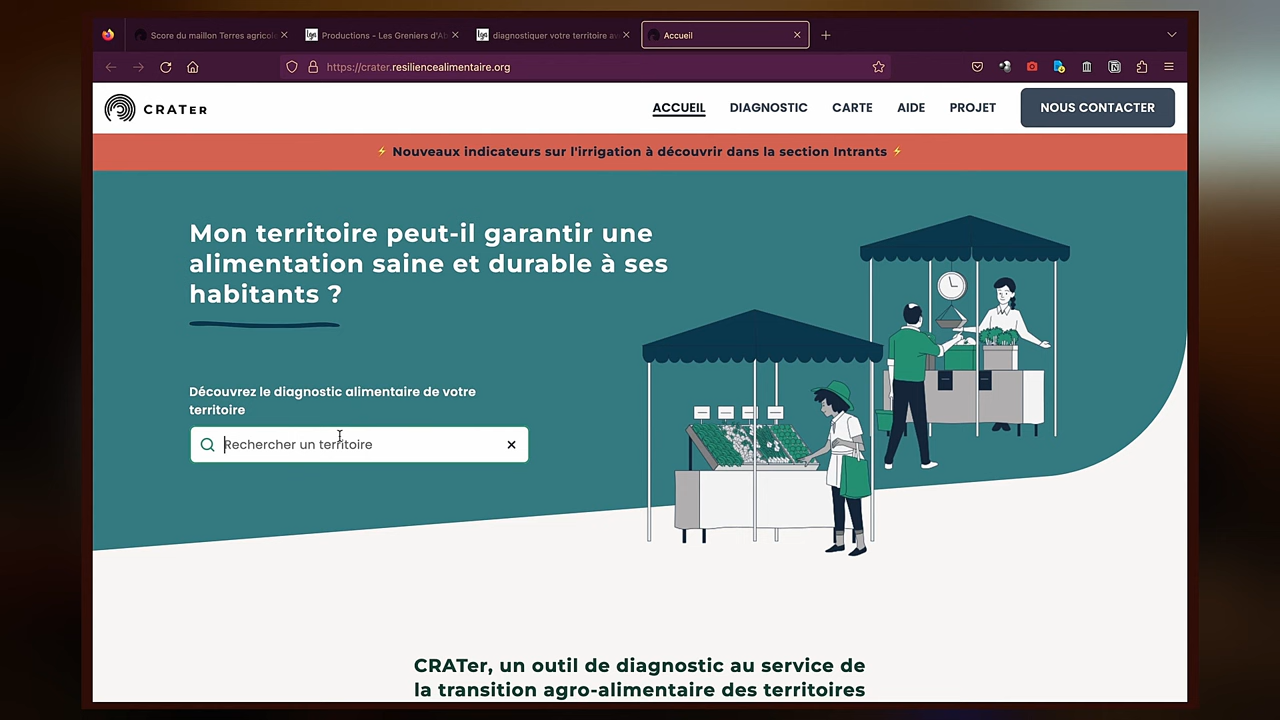 Score du maillon Terres agricole
Productions - Les Greniers d'Ab
diagnostiquer votre territoire av
Accueil
https://crater.resiliencealimentaire.org
CRATer
ACCUEIL
DIAGNOSTIC
CARTE
AIDE
PROJET
NOUS CONTACTER
⚡ Nouveaux indicateurs sur l'irrigation à découvrir dans la section Intrants ⚡
Mon territoire peut-il garantir une
alimentation saine et durable à ses
habitants ?
Découvrez le diagnostic alimentaire de votre
territoire
Rechercher un territoire
CRATer, un outil de diagnostic au service de
la transition agro-alimentaire des territoires